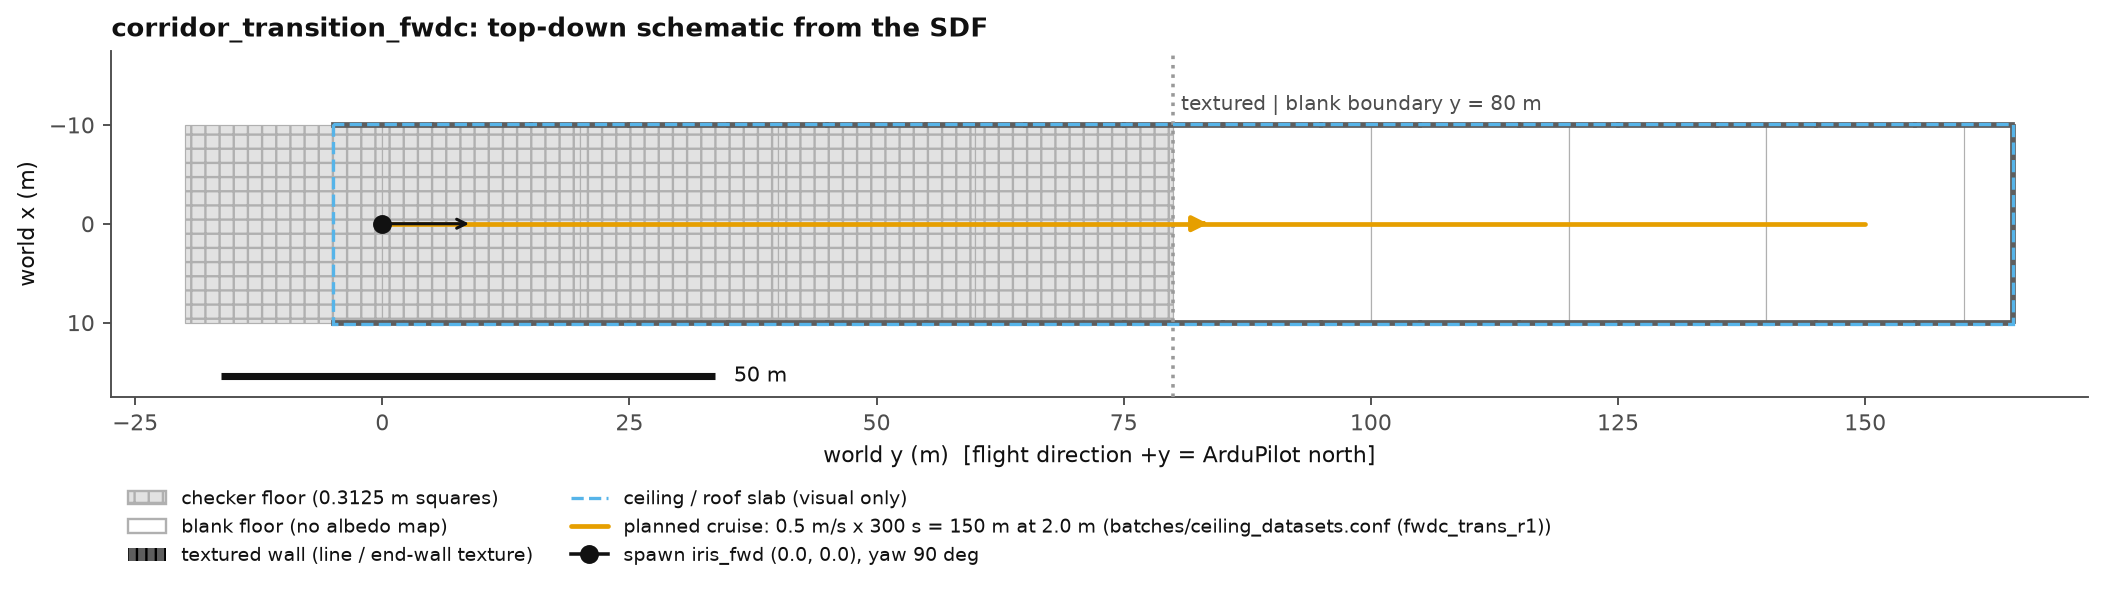 corridor_transition_fwdc: top-down schematic from the SDF
textured | blank boundary y = 80 m
−10
0
10
world x (m)
50 m
−25
0
25
50
75
100
125
150
world y (m)  [flight direction +y = ArduPilot north]
checker floor (0.3125 m squares)
blank floor (no albedo map)
textured wall (line / end-wall texture)
ceiling / roof slab (visual only)
planned cruise: 0.5 m/s x 300 s = 150 m at 2.0 m (batches/ceiling_datasets.conf (fwdc_trans_r1))
spawn iris_fwd (0.0, 0.0), yaw 90 deg